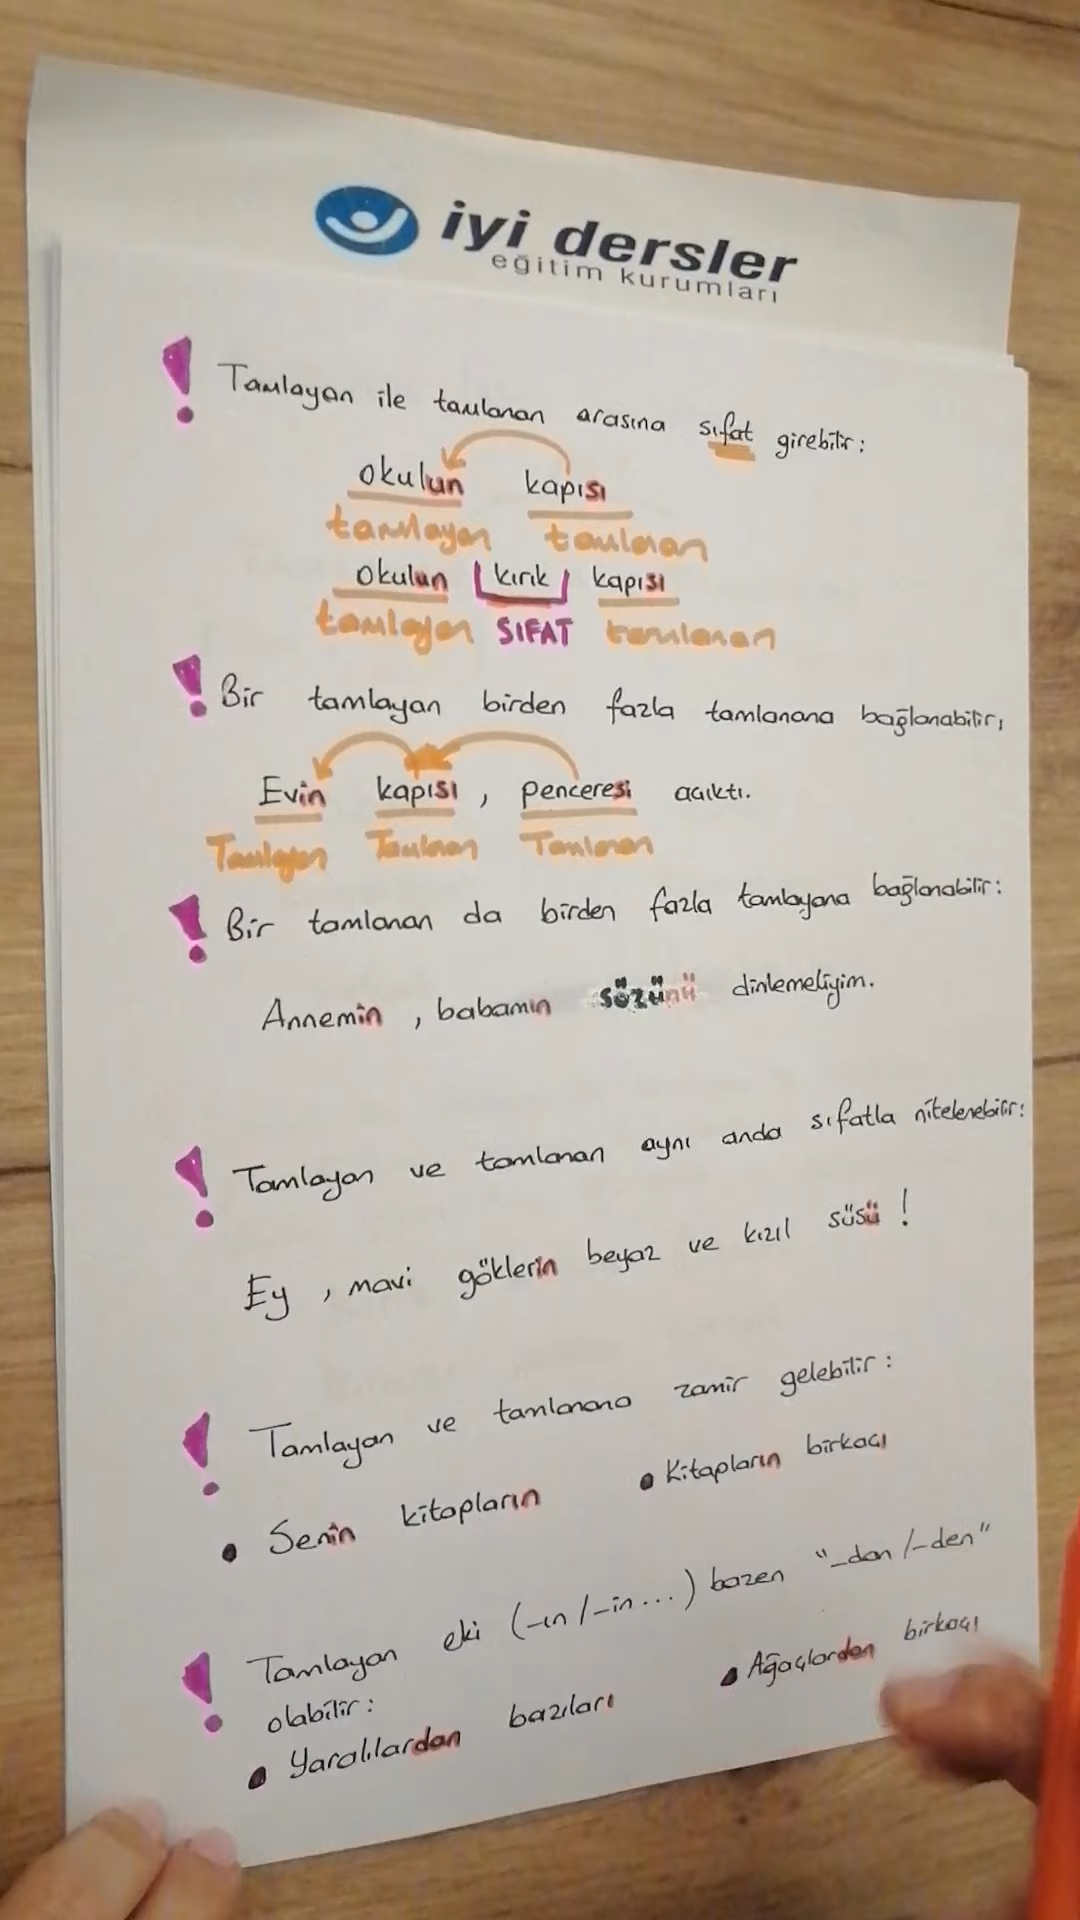 iyi dersler
eğitim kurumları
! Tamlayan ile tamlanan arasına sıfat girebilir:
okulun kapısı
tamlayan tamlanan
okulun kırık kapısı
tamlayan SIFAT tamlanan
! Bir tamlayan birden fazla tamlanana bağlanabilir,
Evin kapısı, penceresi açıktı.
Tamlayan Tamlanan Tamlanan
! Bir tamlanan da birden fazla tamlayana bağlanabilir:
Annemin, babamın sözünü dinlemeliyim.
! Tamlayan ve tamlanan aynı anda sıfatla nitelenebilir:
Ey, mavi göklerin beyaz ve kızıl süsü!
! Tamlayan ve tamlanana zamir gelebilir:
• Senin kitapların • Kitapların birkaçı
! Tamlayan eki (-ın/-in...) bazen "-dan/-den"
olabilir:
• Yaralılardan bazıları • Ağaçlardan birkaçı